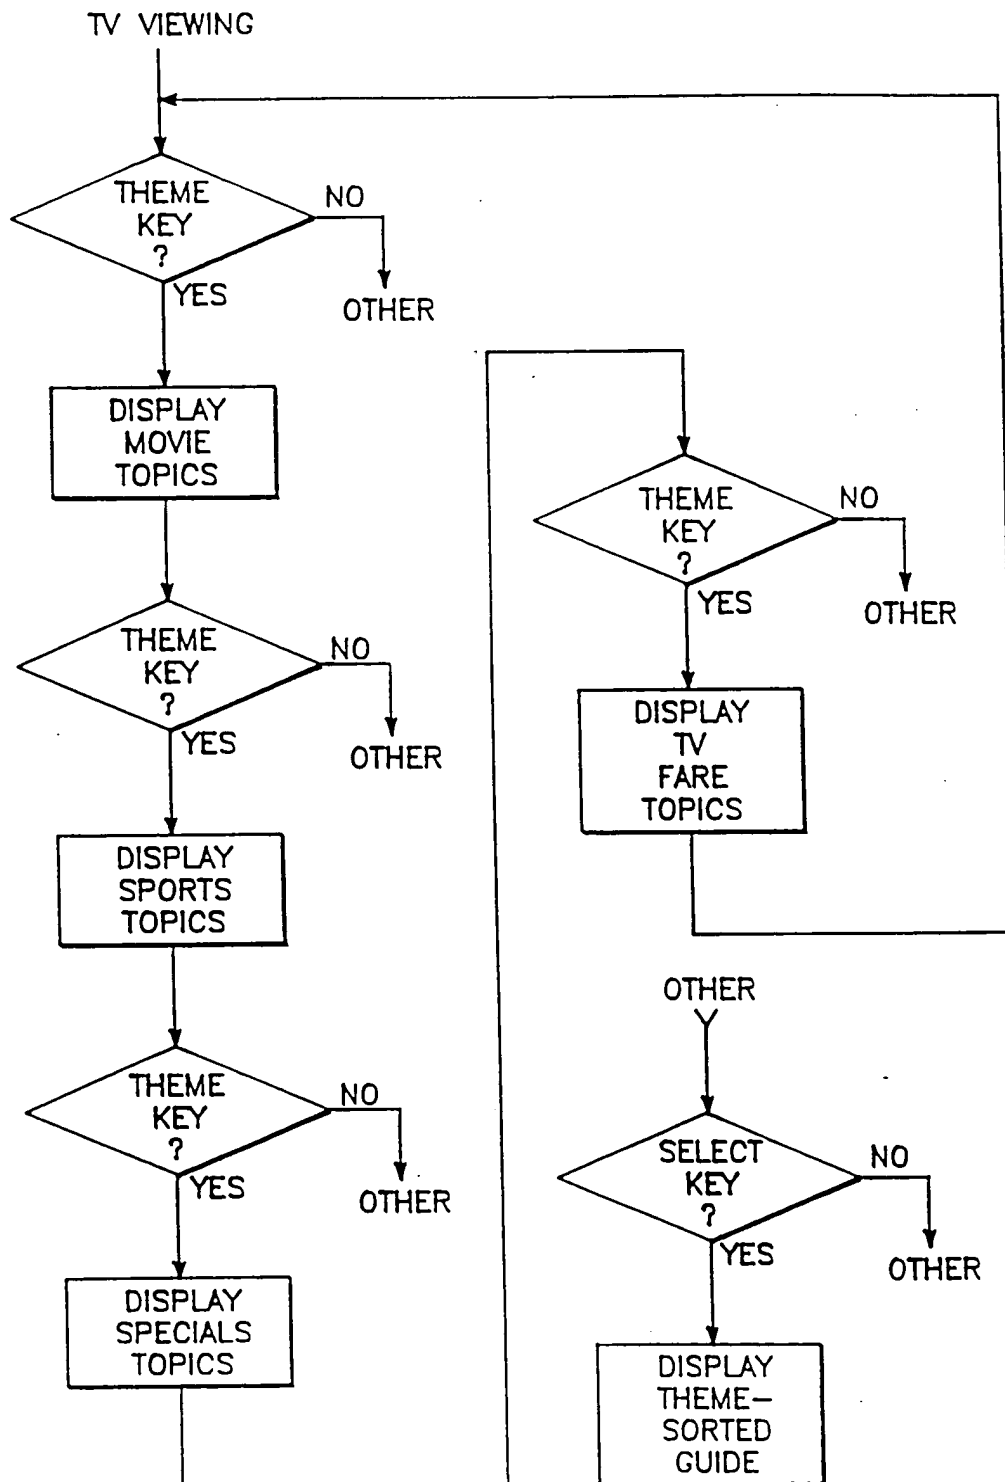 TV VIEWING
THEME
KEY
?
NO
YES
OTHER
DISPLAY
MOVIE
TOPICS
THEME
KEY
?
NO
YES
OTHER
DISPLAY
SPORTS
TOPICS
THEME
KEY
?
NO
YES
OTHER
DISPLAY
SPECIALS
TOPICS
THEME
KEY
?
NO
YES
OTHER
DISPLAY
TV
FARE
TOPICS
OTHER
SELECT
KEY
?
NO
YES
OTHER
DISPLAY
THEME-
SORTED
GUIDE